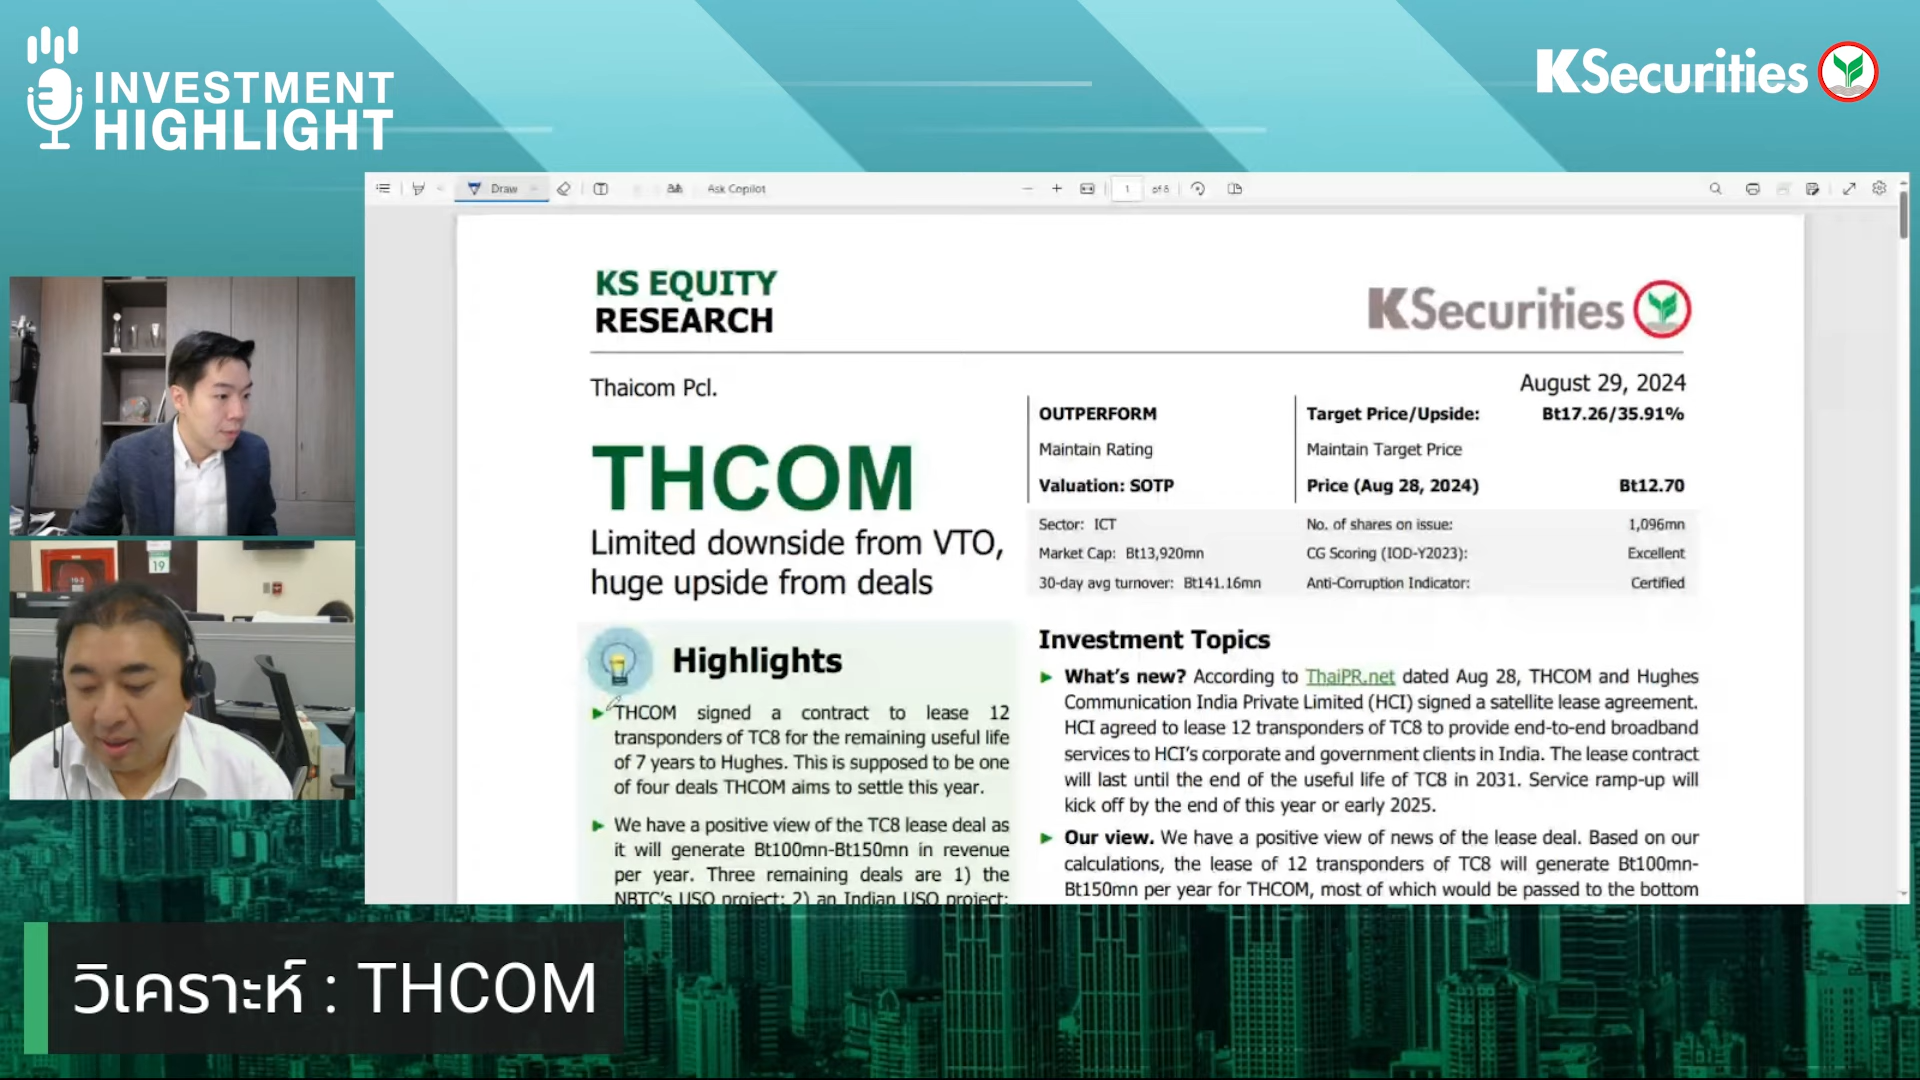 INVESTMENT
HIGHLIGHT
KSecurities
Draw
Ask Copilot
1
of 6
KS EQUITY
RESEARCH
KSecurities
Thaicom Pcl.
August 29, 2024
THCOM
Limited downside from VTO,
huge upside from deals
OUTPERFORM
Maintain Rating
Valuation: SOTP
Target Price/Upside: Bt17.26/35.91%
Maintain Target Price
Price (Aug 28, 2024) Bt12.70
Sector: ICT
Market Cap: Bt13,920mn
30-day avg turnover: Bt141.16mn
No. of shares on issue: 1,096mn
CG Scoring (IOD-Y2023): Excellent
Anti-Corruption Indicator: Certified
Highlights
THCOM signed a contract to lease 12
transponders of TC8 for the remaining useful life
of 7 years to Hughes. This is supposed to be one
of four deals THCOM aims to settle this year.
We have a positive view of the TC8 lease deal as
it will generate Bt100mn-Bt150mn in revenue
per year. Three remaining deals are 1) the
NBTC's USO project; 2) an Indian USO project;
Investment Topics
What's new? According to ThaiPR.net dated Aug 28, THCOM and Hughes
Communication India Private Limited (HCI) signed a satellite lease agreement.
HCI agreed to lease 12 transponders of TC8 to provide end-to-end broadband
services to HCI's corporate and government clients in India. The lease contract
will last until the end of the useful life of TC8 in 2031. Service ramp-up will
kick off by the end of this year or early 2025.
Our view. We have a positive view of news of the lease deal. Based on our
calculations, the lease of 12 transponders of TC8 will generate Bt100mn-
Bt150mn per year for THCOM, most of which would be passed to the bottom
19
วิเคราะห์ : THCOM